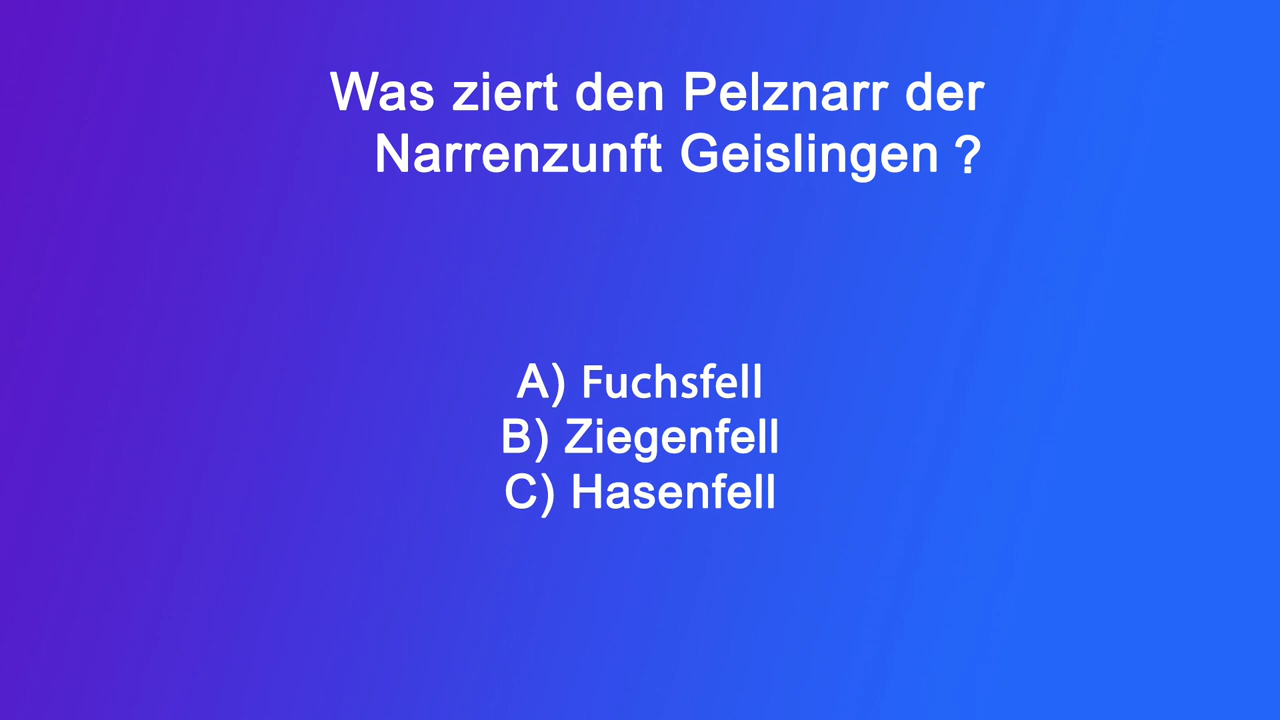 Was ziert den Pelznarr der
Narrenzunft Geislingen ?
A) Fuchsfell
B) Ziegenfell
C) Hasenfell